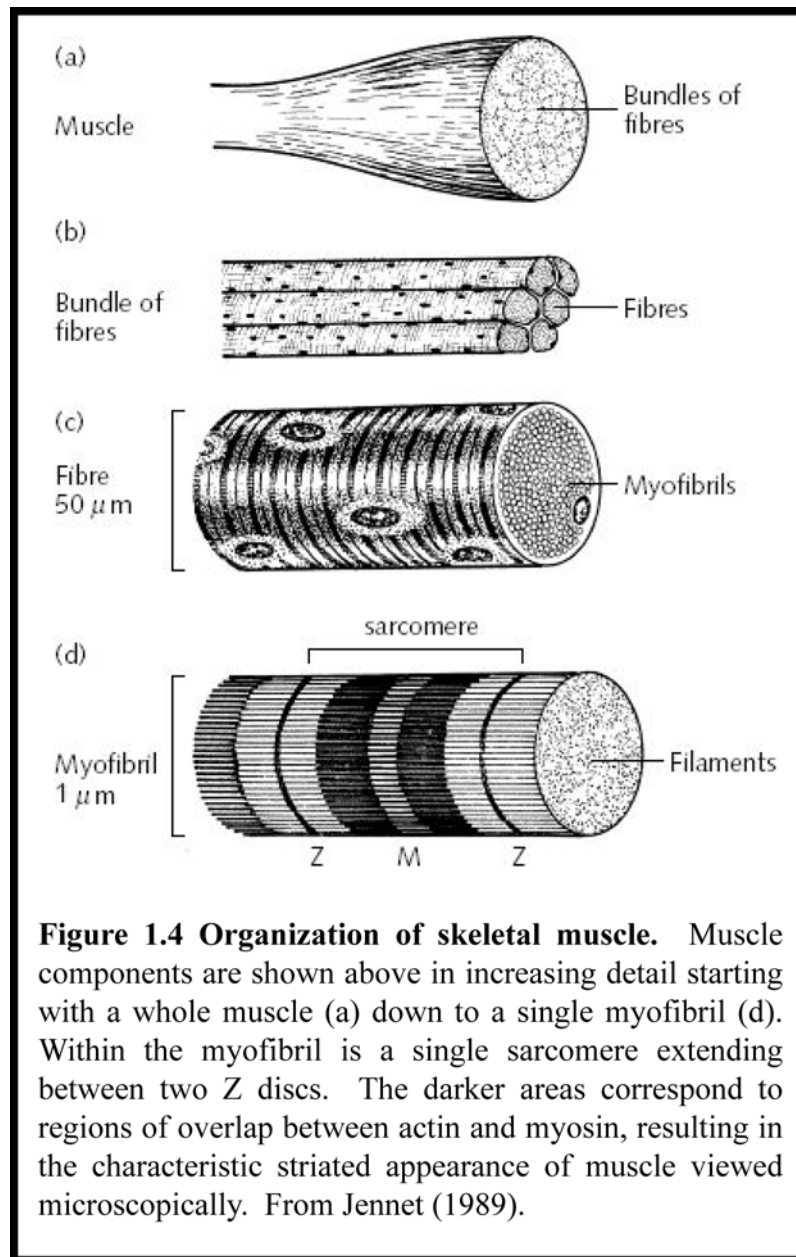 (a)
Muscle
Bundles of
fibres
(b)
Bundle of
fibres
Fibres
(c)
Fibre
50 μm
Myofibrils
sarcomere
(d)
Myofibril
1 μm
Filaments
Z M Z
Figure 1.4 Organization of skeletal muscle. Muscle
components are shown above in increasing detail starting
with a whole muscle (a) down to a single myofibril (d).
Within the myofibril is a single sarcomere extending
between two Z discs. The darker areas correspond to
regions of overlap between actin and myosin, resulting in
the characteristic striated appearance of muscle viewed
microscopically. From Jennet (1989).